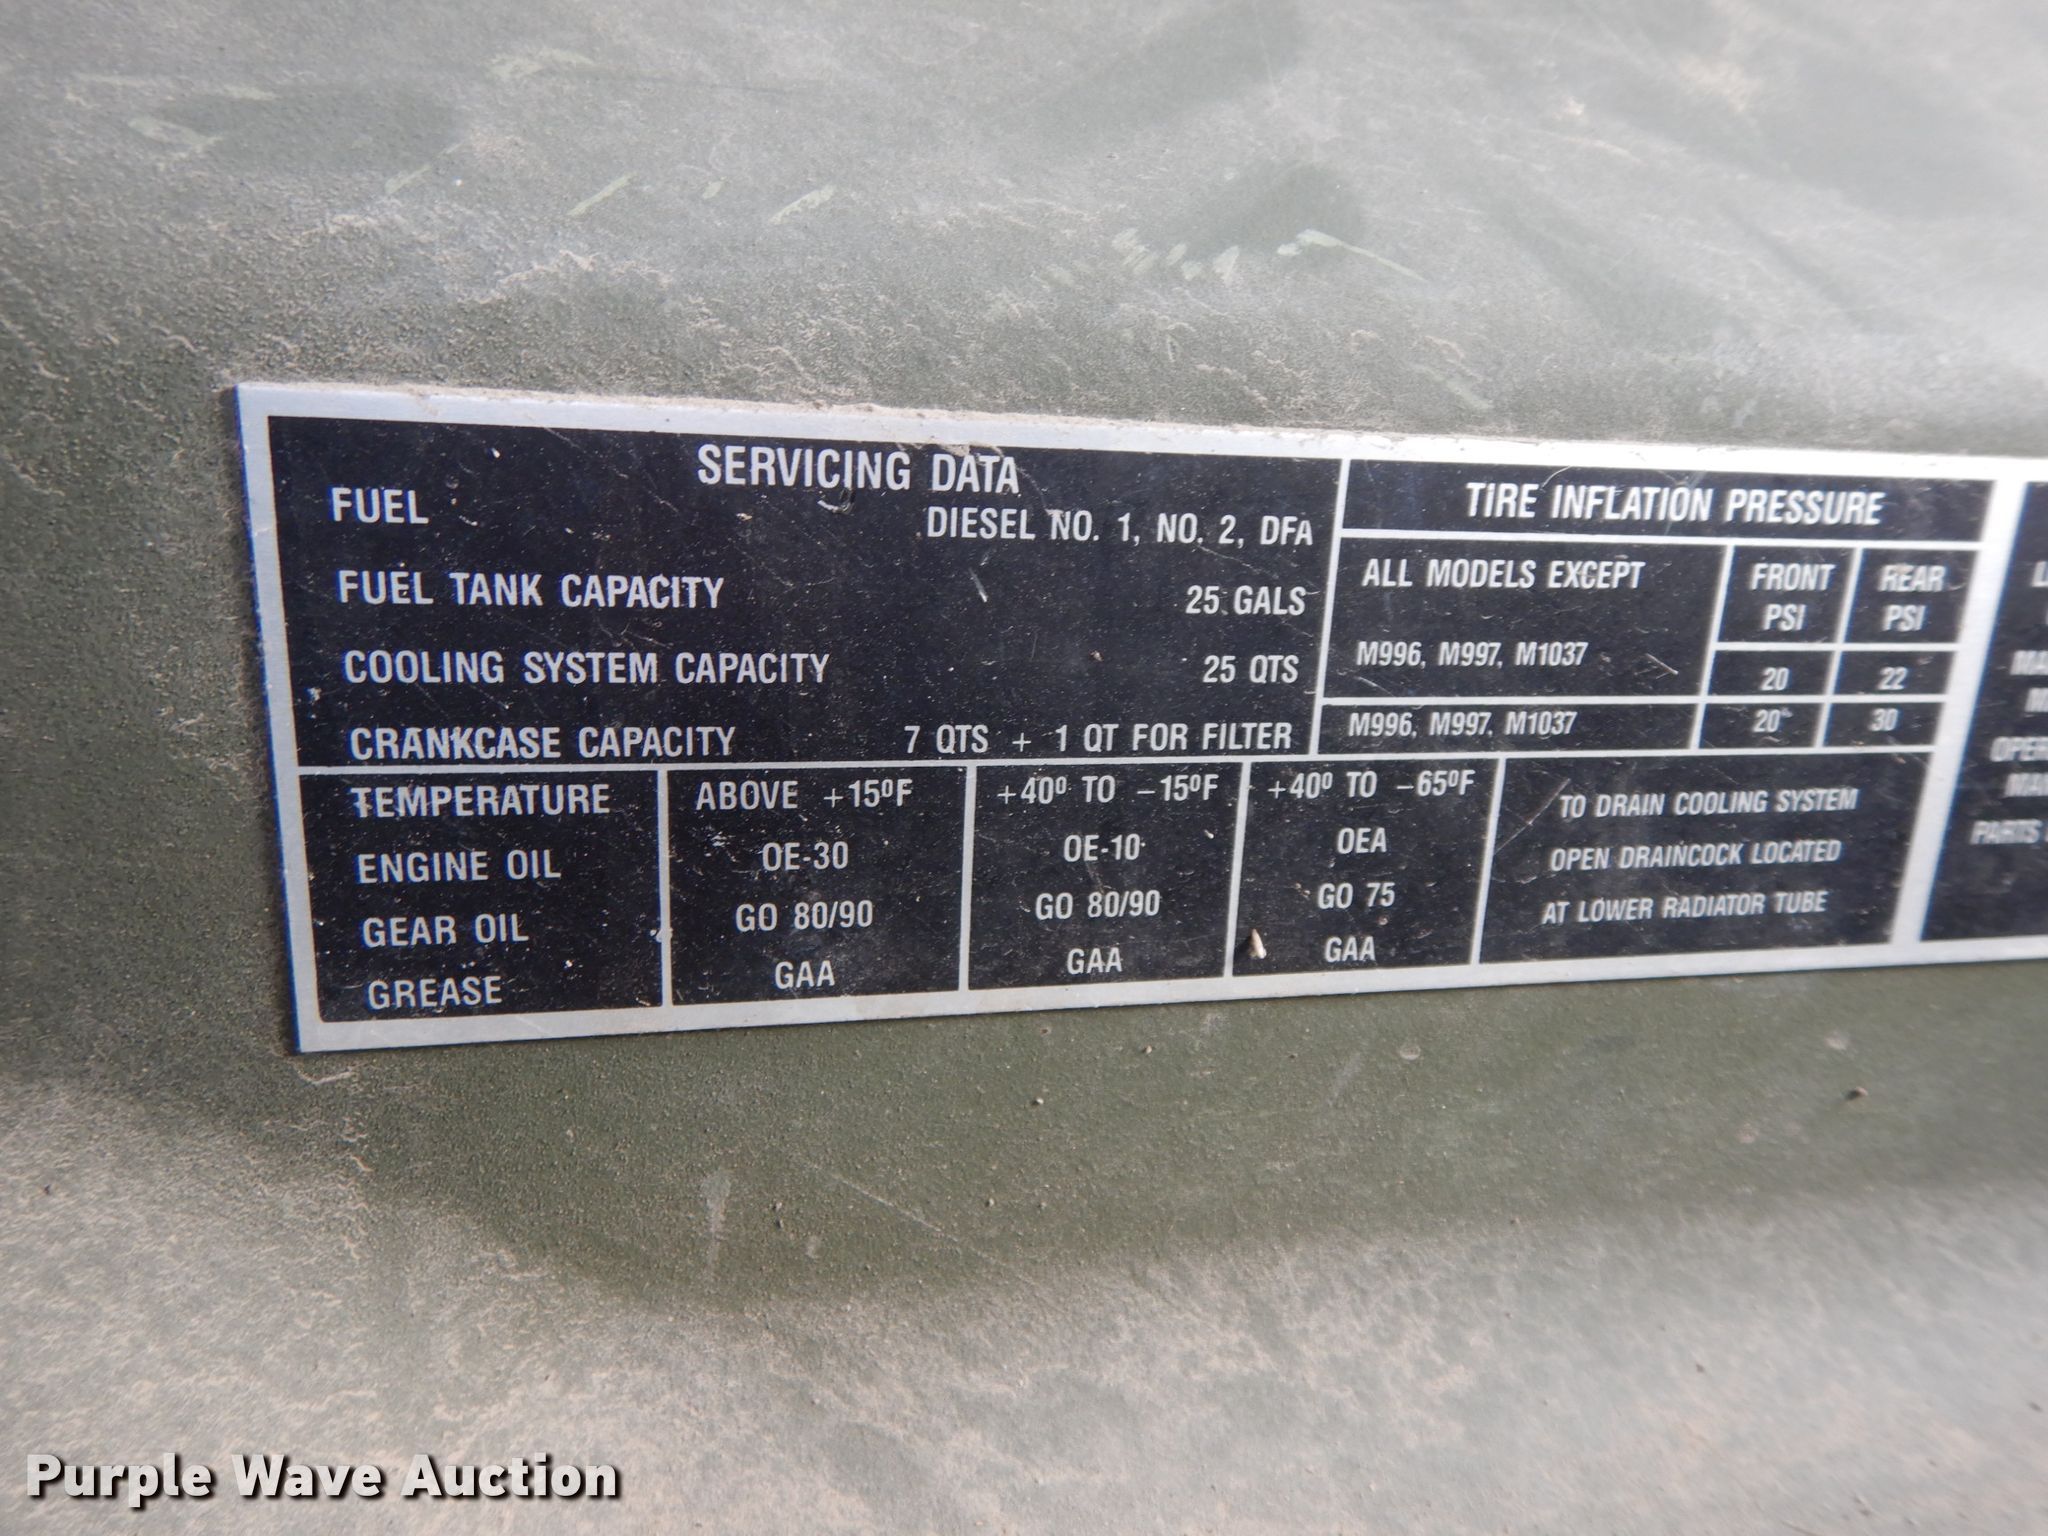 SERVICING DATA
FUEL DIESEL NO. 1, NO. 2, DFA
FUEL TANK CAPACITY 25 GALS
COOLING SYSTEM CAPACITY 25 QTS
CRANKCASE CAPACITY 7 QTS + 1 QT FOR FILTER
TIRE INFLATION PRESSURE
ALL MODELS EXCEPT
M996, M997, M1037
FRONT REAR
PSI PSI
20 22
M996, M997, M1037 20 30
TEMPERATURE ABOVE +15ºF +40º TO –15ºF +40º TO –65ºF
ENGINE OIL OE-30 OE-10 OEA
GEAR OIL GO 80/90 GO 80/90 GO 75
GREASE GAA GAA GAA
TO DRAIN COOLING SYSTEM
OPEN DRAINCOCK LOCATED
AT LOWER RADIATOR TUBE
PARTS
Purple Wave Auction